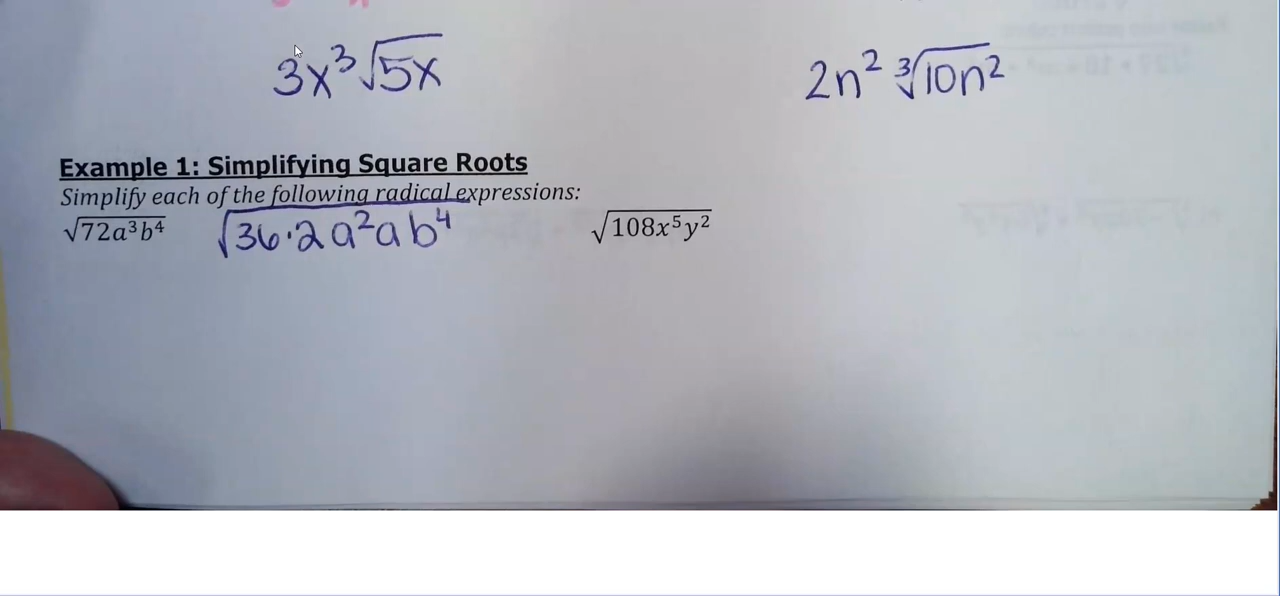 3x³√5x
2n² ³√10n²
Example 1: Simplifying Square Roots
Simplify each of the following radical expressions:
√72a³b⁴ √36·2a²ab⁴ √108x⁵y²